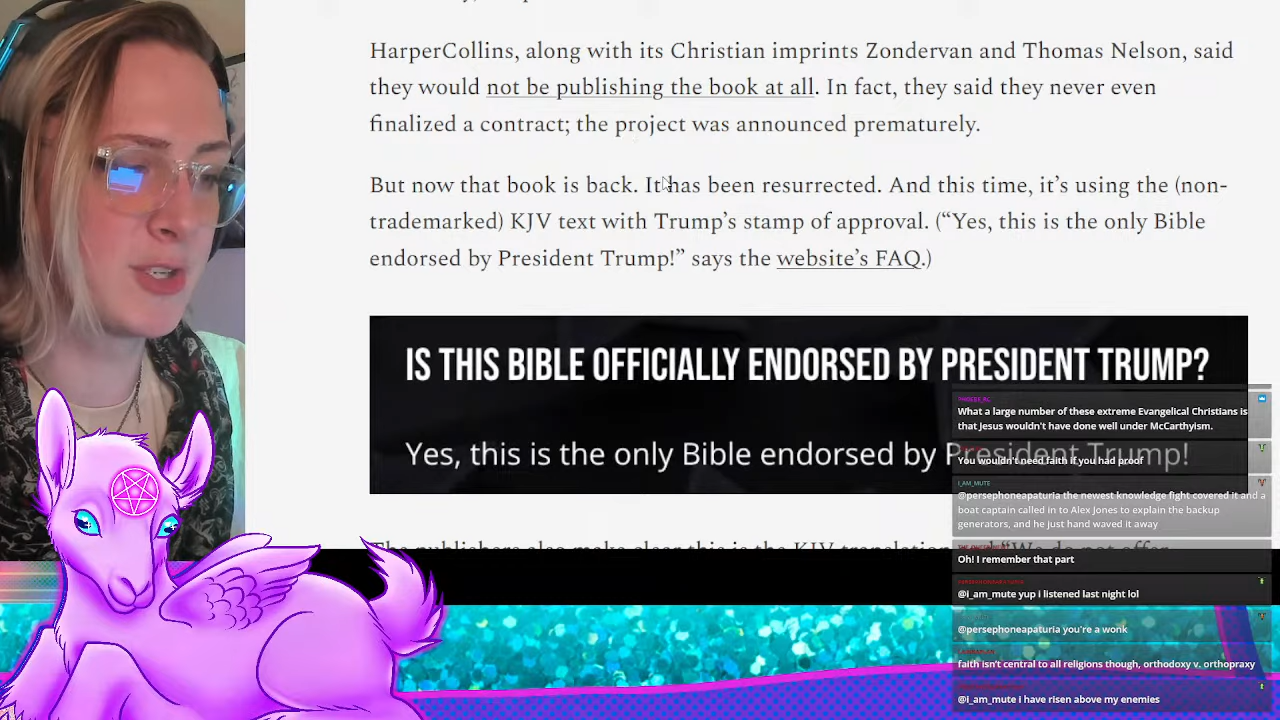 HarperCollins, along with its Christian imprints Zondervan and Thomas Nelson, said
they would not be publishing the book at all. In fact, they said they never even
finalized a contract; the project was announced prematurely.
But now that book is back. It has been resurrected. And this time, it's using the (non-
trademarked) KJV text with Trump's stamp of approval. (“Yes, this is the only Bible
endorsed by President Trump!” says the website's FAQ.)
IS THIS BIBLE OFFICIALLY ENDORSED BY PRESIDENT TRUMP?
Yes, this is the only Bible endorsed by President Trump!
What a large number of these extreme Evangelical Christians is
that Jesus wouldn't have done well under McCarthyism.
You wouldn't need faith if you had proof
I_AM_MUTE
@persephoneapaturia the newest knowledge fight covered it and a
boat captain called in to Alex Jones to explain the backup
generators, and he just hand waved it away
Oh! I remember that part
@i_am_mute yup i listened last night lol
@persephoneapaturia you're a wonk
faith isn't central to all religions though, orthodoxy v. orthopraxy
@i_am_mute i have risen above my enemies